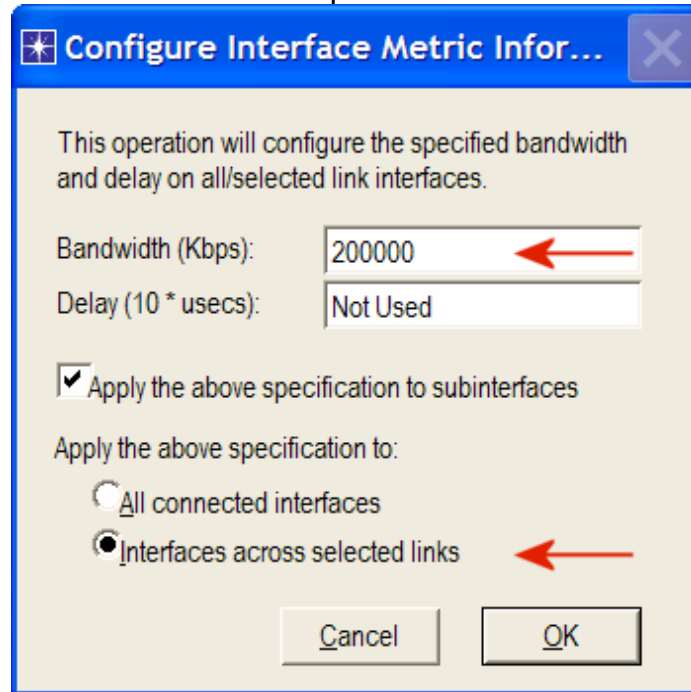 Configure Interface Metric Infor...
This operation will configure the specified bandwidth
and delay on all/selected link interfaces.
Bandwidth (Kbps): 200000
Delay (10 * usecs): Not Used
Apply the above specification to subinterfaces
Apply the above specification to:
All connected interfaces
Interfaces across selected links
Cancel OK